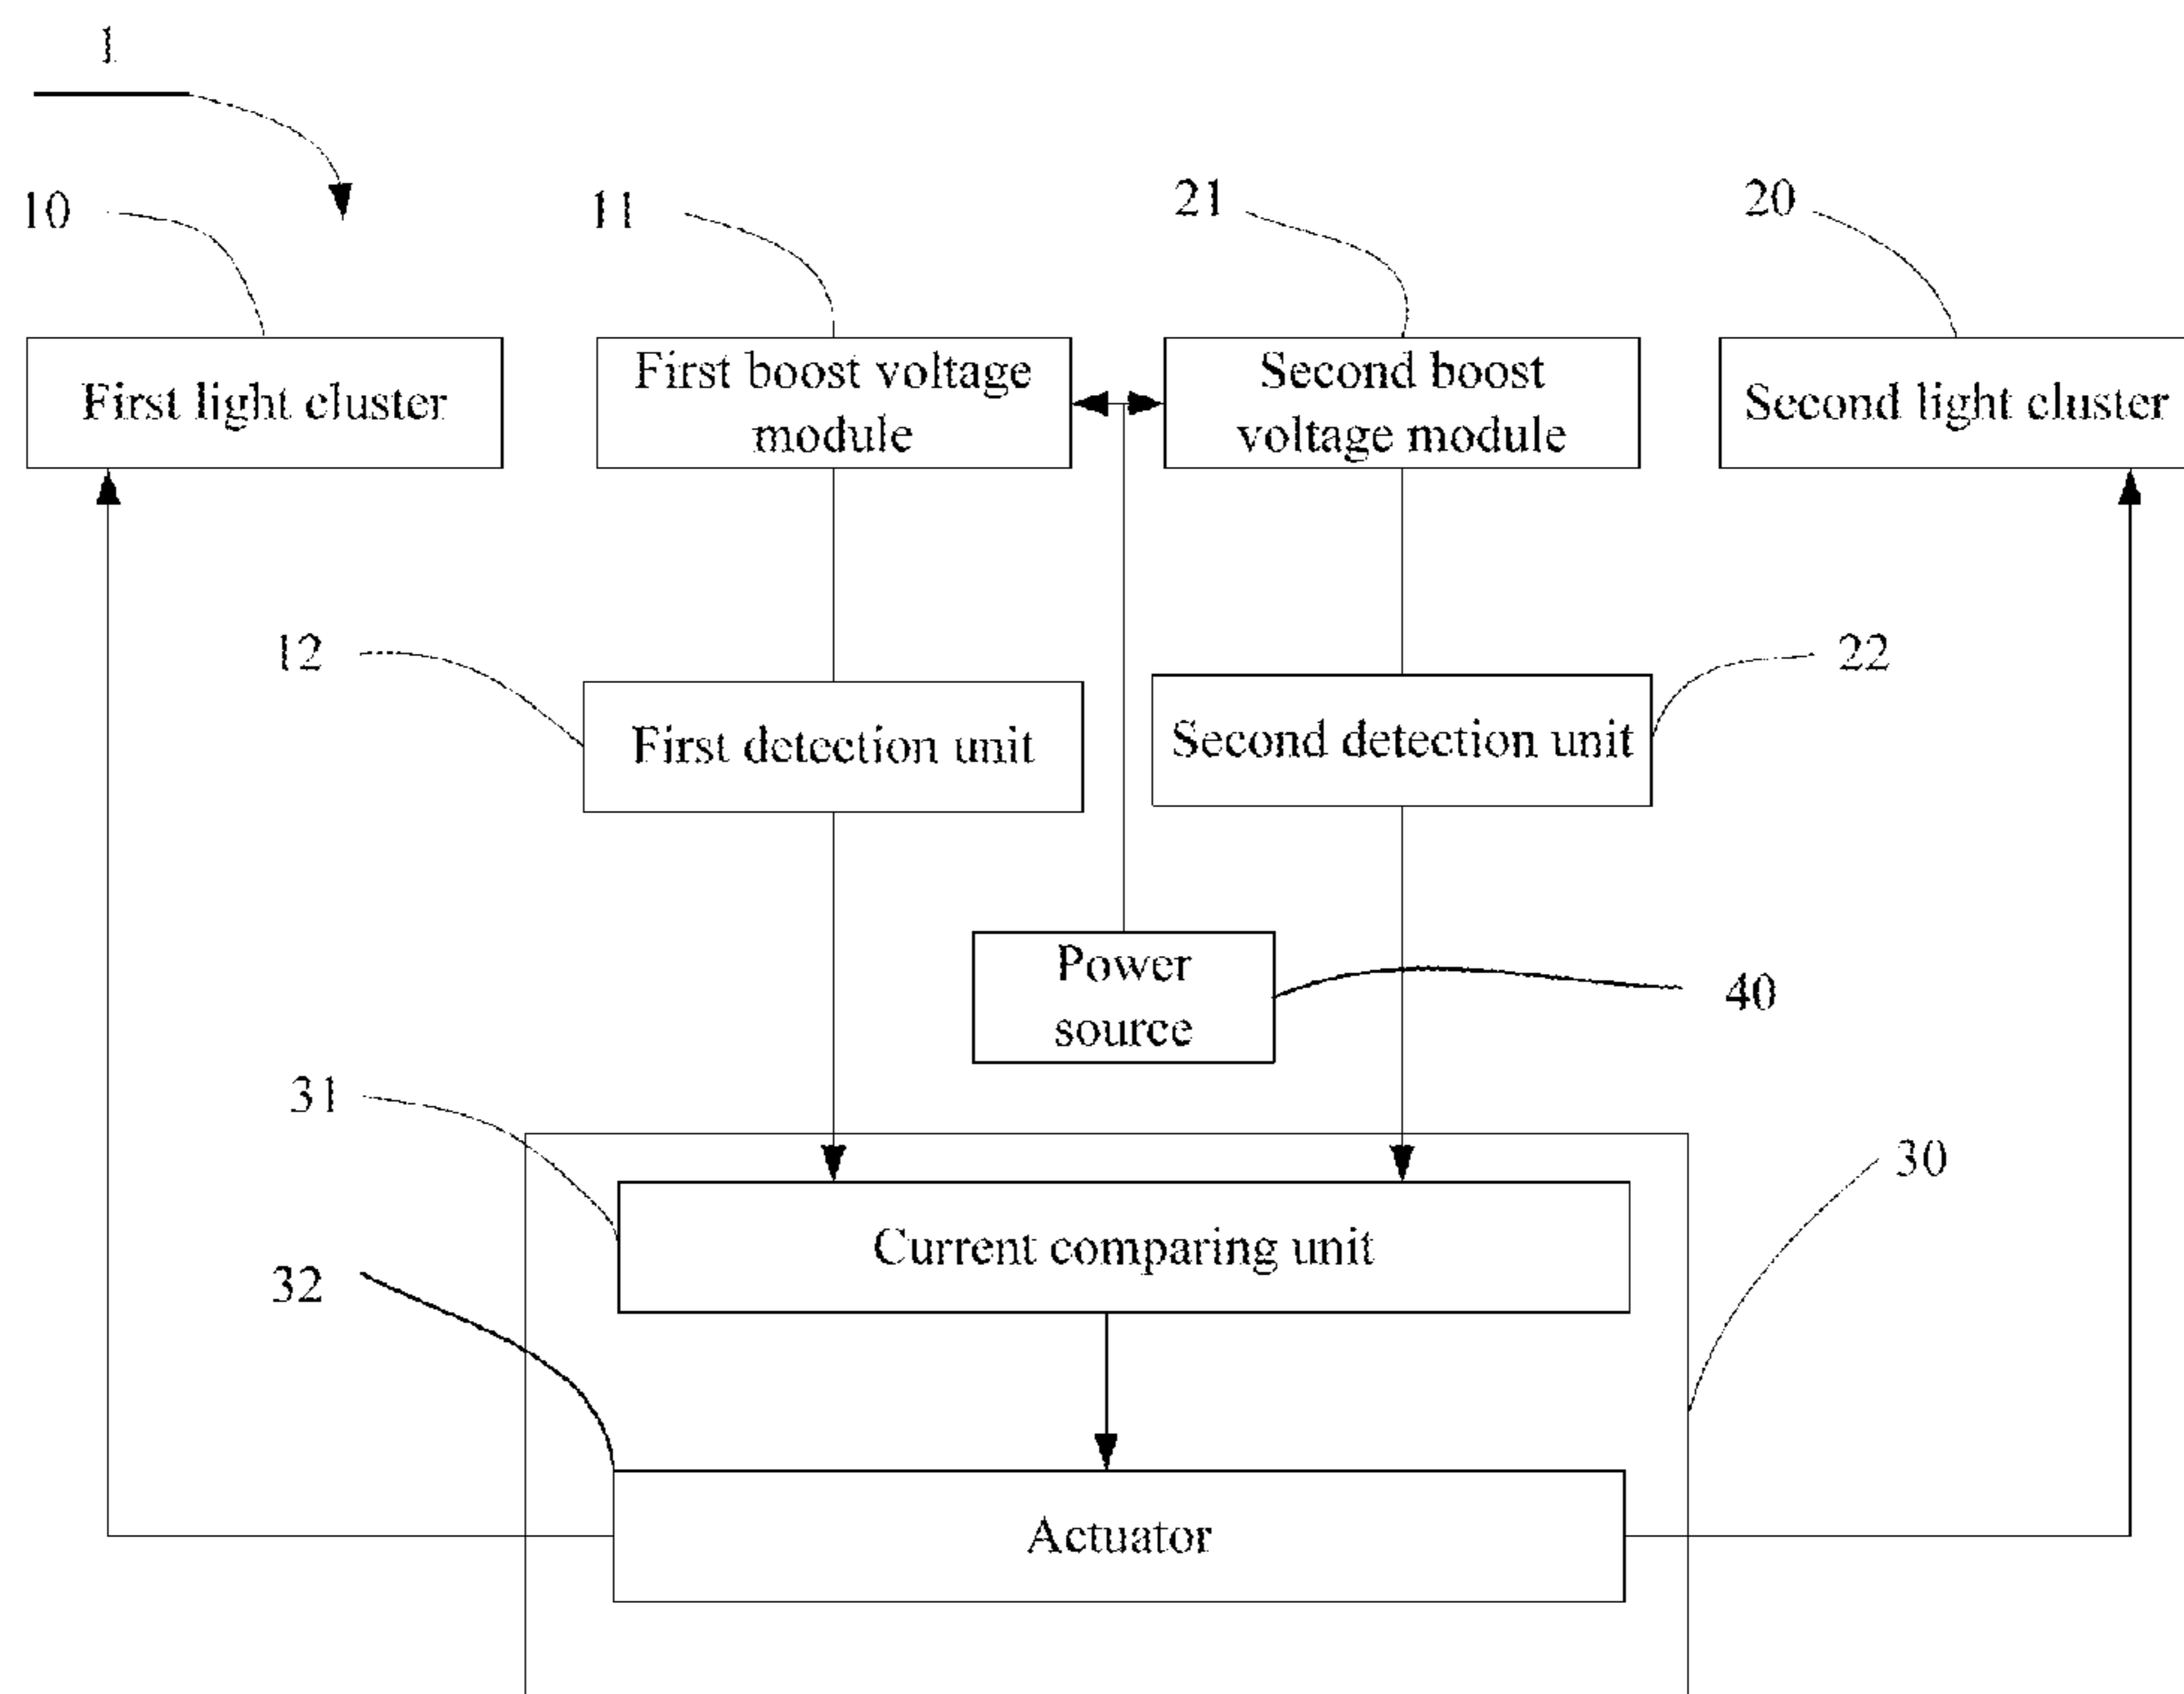 1
10
11
21
20
First light cluster
First boost voltage
module
Second boost
voltage module
Second light cluster
12
22
First detection unit
Second detection unit
Power
source
40
31
30
Current comparing unit
32
Actuator